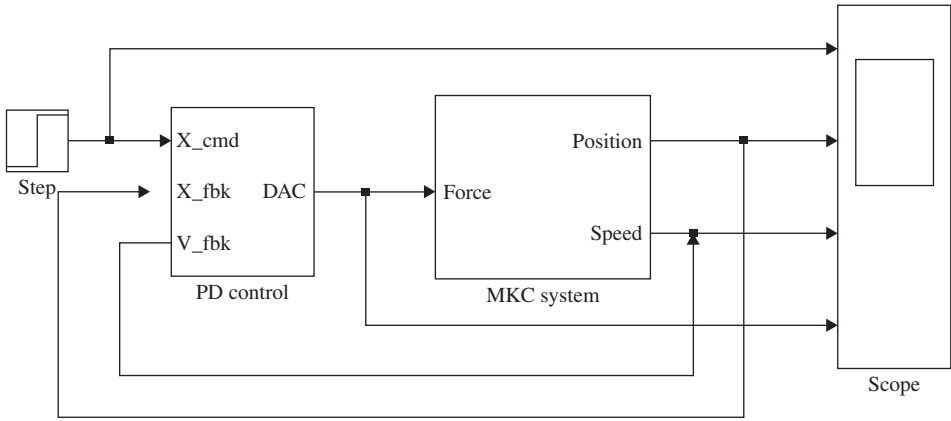 Step
X_cmd
X_fbk
V_fbk
DAC
PD control
Force
Position
Speed
MKC system
Scope